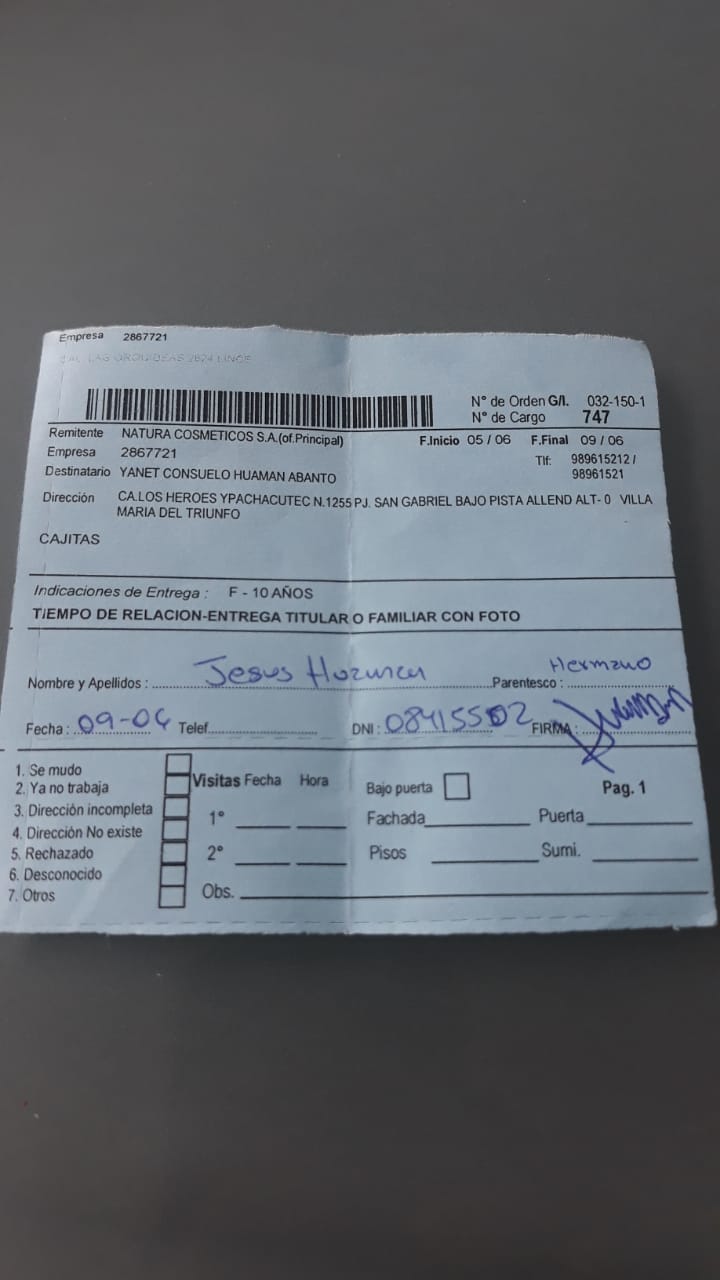 Empresa 2867721
CAL LAS ORQUIDEAS 2824 LINCE
N° de Orden G/I. 032-150-1
N° de Cargo 747
Remitente NATURA COSMETICOS S.A.(of.Principal) F.Inicio 05 / 06 F.Final 09 / 06
Empresa 2867721 Tlf: 989615212 /
98961521
Destinatario YANET CONSUELO HUAMAN ABANTO
Dirección CA.LOS HEROES YPACHACUTEC N.1255 PJ. SAN GABRIEL BAJO PISTA ALLEND ALT- 0 VILLA
MARIA DEL TRIUNFO
CAJITAS
Indicaciones de Entrega : F - 10 AÑOS
TIEMPO DE RELACION-ENTREGA TITULAR O FAMILIAR CON FOTO
Nombre y Apellidos : Jesus Parentesco : Hermano
Fecha : 09-06 Telef. DNI : 08415502 FIRMA :
1. Se mudo
2. Ya no trabaja
3. Dirección incompleta
4. Dirección No existe
5. Rechazado
6. Desconocido
7. Otros
Visitas Fecha Hora
1°
2°
Obs.
Bajo puerta Pag. 1
Fachada Puerta
Pisos Sumi.